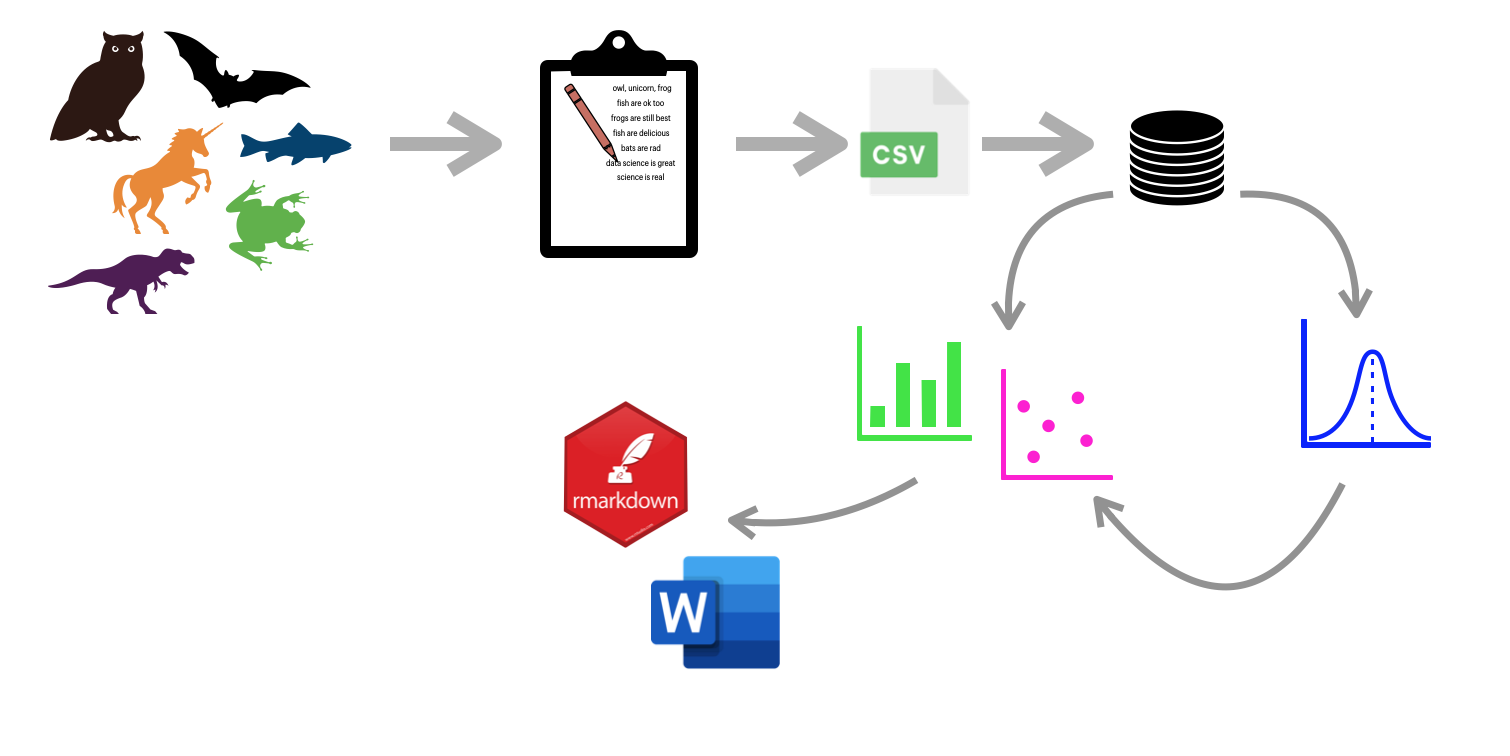 owl, unicorn, frog
fish are ok too
frogs are still best
fish are delicious
bats are rad
data science is great
science is real
CSV
rmarkdown
W